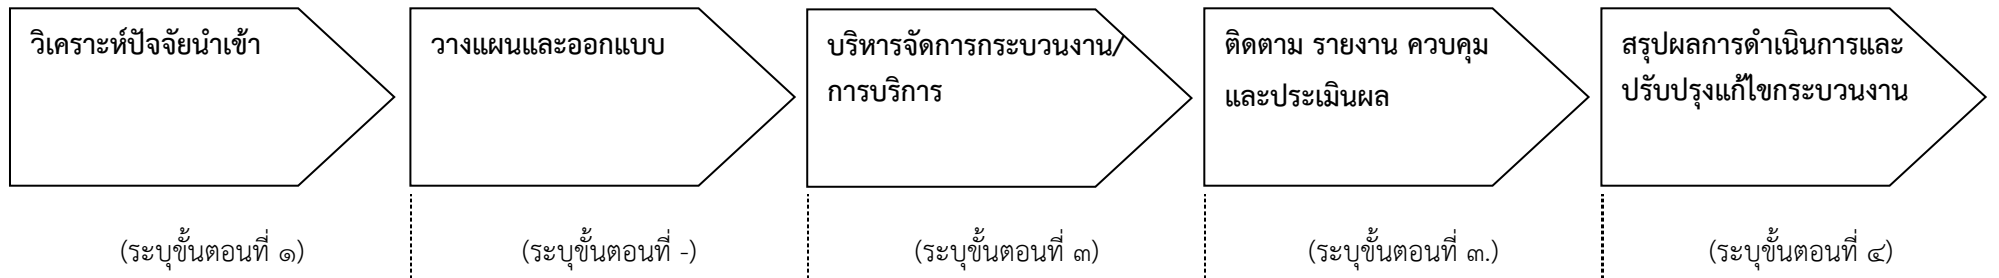 วิเคราะห์ปัจจัยนำเข้า
วางแผนและออกแบบ
บริหารจัดการกระบวนงาน/
การบริการ
ติดตาม รายงาน ควบคุม
และประเมินผล
สรุปผลการดำเนินการและ
ปรับปรุงแก้ไขกระบวนงาน
(ระบุขั้นตอนที่ ๑)
(ระบุขั้นตอนที่ -)
(ระบุขั้นตอนที่ ๓)
(ระบุขั้นตอนที่ ๓.)
(ระบุขั้นตอนที่ ๔)